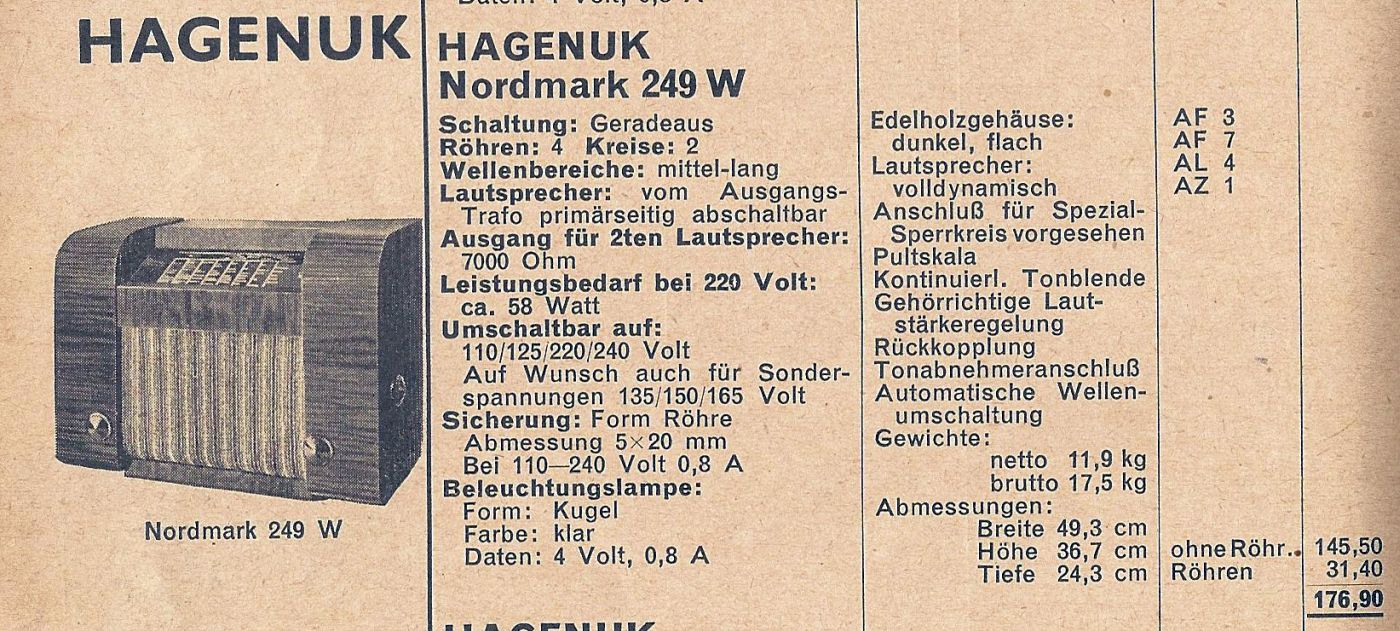 HAGENUK
Nordmark 249 W
Daten: 4 Volt, 0,8 A
HAGENUK
Nordmark 249 W
Schaltung: Geradeaus
Röhren: 4 Kreise: 2
Wellenbereiche: mittel-lang
Lautsprecher: vom Ausgangs-
Trafo primärseitig abschaltbar
Ausgang für 2ten Lautsprecher:
7000 Ohm
Leistungsbedarf bei 220 Volt:
ca. 58 Watt
Umschaltbar auf:
110/125/220/240 Volt
Auf Wunsch auch für Sonder-
spannungen 135/150/165 Volt
Sicherung: Form Röhre
Abmessung 5×20 mm
Bei 110—240 Volt 0,8 A
Beleuchtungslampe:
Form: Kugel
Farbe: klar
Daten: 4 Volt, 0,8 A
HAGENUK
Edelholzgehäuse:
dunkel, flach
Lautsprecher:
volldynamisch
Anschluß für Spezial-
Sperrkreis vorgesehen
Pultskala
Kontinuierl. Tonblende
Gehörrichtige Laut-
stärkeregelung
Rückkopplung
Tonabnehmeranschluß
Automatische Wellen-
umschaltung
Gewichte:
netto 11,9 kg
brutto 17,5 kg
Abmessungen:
Breite 49,3 cm
Höhe 36,7 cm
Tiefe 24,3 cm
AF 3
AF 7
AL 4
AZ 1
ohne Röhr.. 145,50
Röhren 31,40
176,90